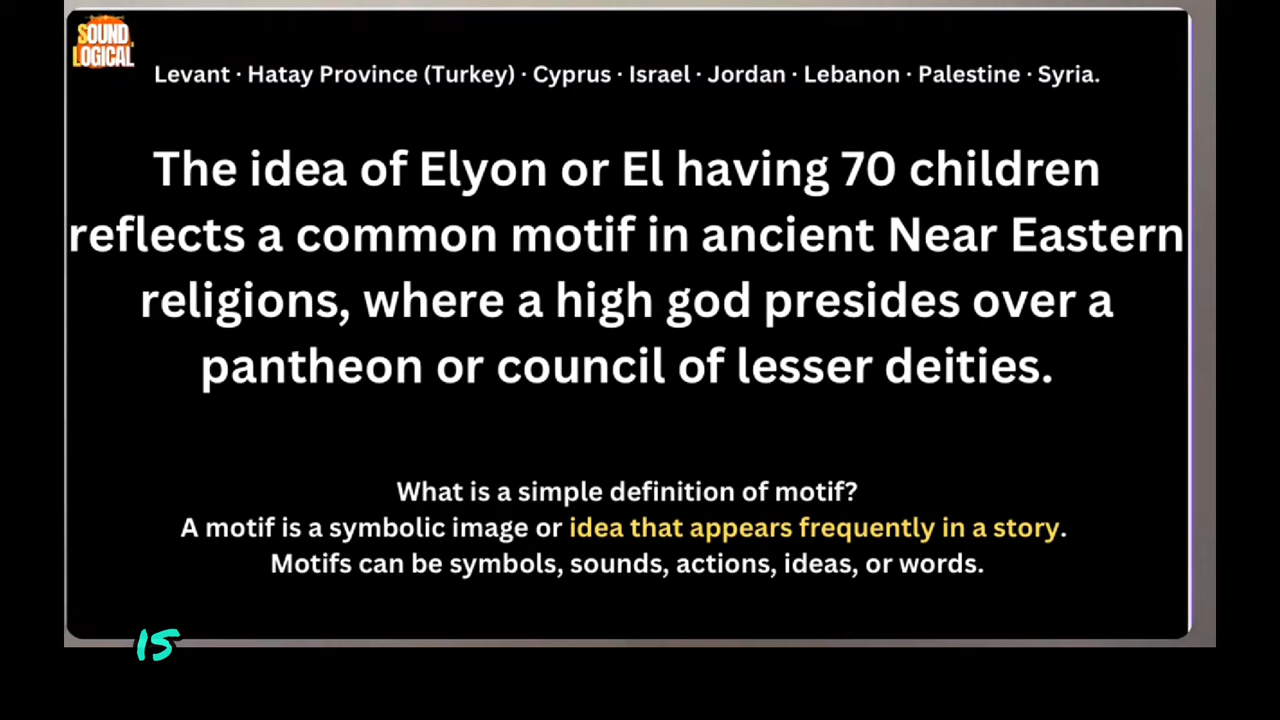 SOUND
LOGICAL
Levant · Hatay Province (Turkey) · Cyprus · Israel · Jordan · Lebanon · Palestine · Syria.
The idea of Elyon or El having 70 children
reflects a common motif in ancient Near Eastern
religions, where a high god presides over a
pantheon or council of lesser deities.
What is a simple definition of motif?
A motif is a symbolic image or idea that appears frequently in a story.
Motifs can be symbols, sounds, actions, ideas, or words.
IS